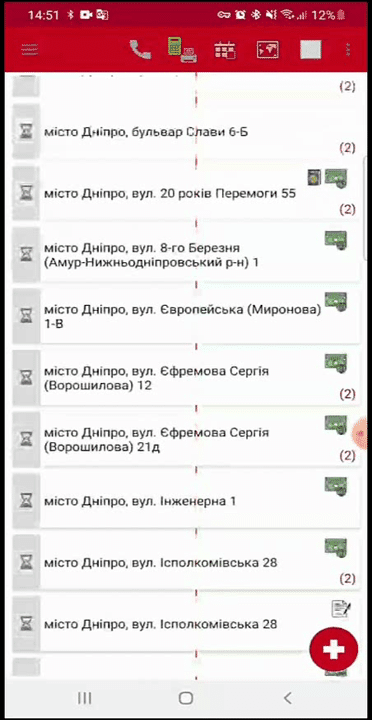 14:51
12%
(2)
місто Дніпро, бульвар Слави 6-Б
(2)
місто Дніпро, вул. 20 років Перемоги 55
(2)
місто Дніпро, вул. 8-го Березня
(Амур-Нижньодніпровський р-н) 1
місто Дніпро, вул. Європейська (Миронова)
1-В
місто Дніпро, вул. Єфремова Сергія
(Ворошилова) 12
(2)
місто Дніпро, вул. Єфремова Сергія
(Ворошилова) 21д
(2)
місто Дніпро, вул. Інженерна 1
місто Дніпро, вул. Ісполкомівська 28
(2)
місто Дніпро, вул. Ісполкомівська 28